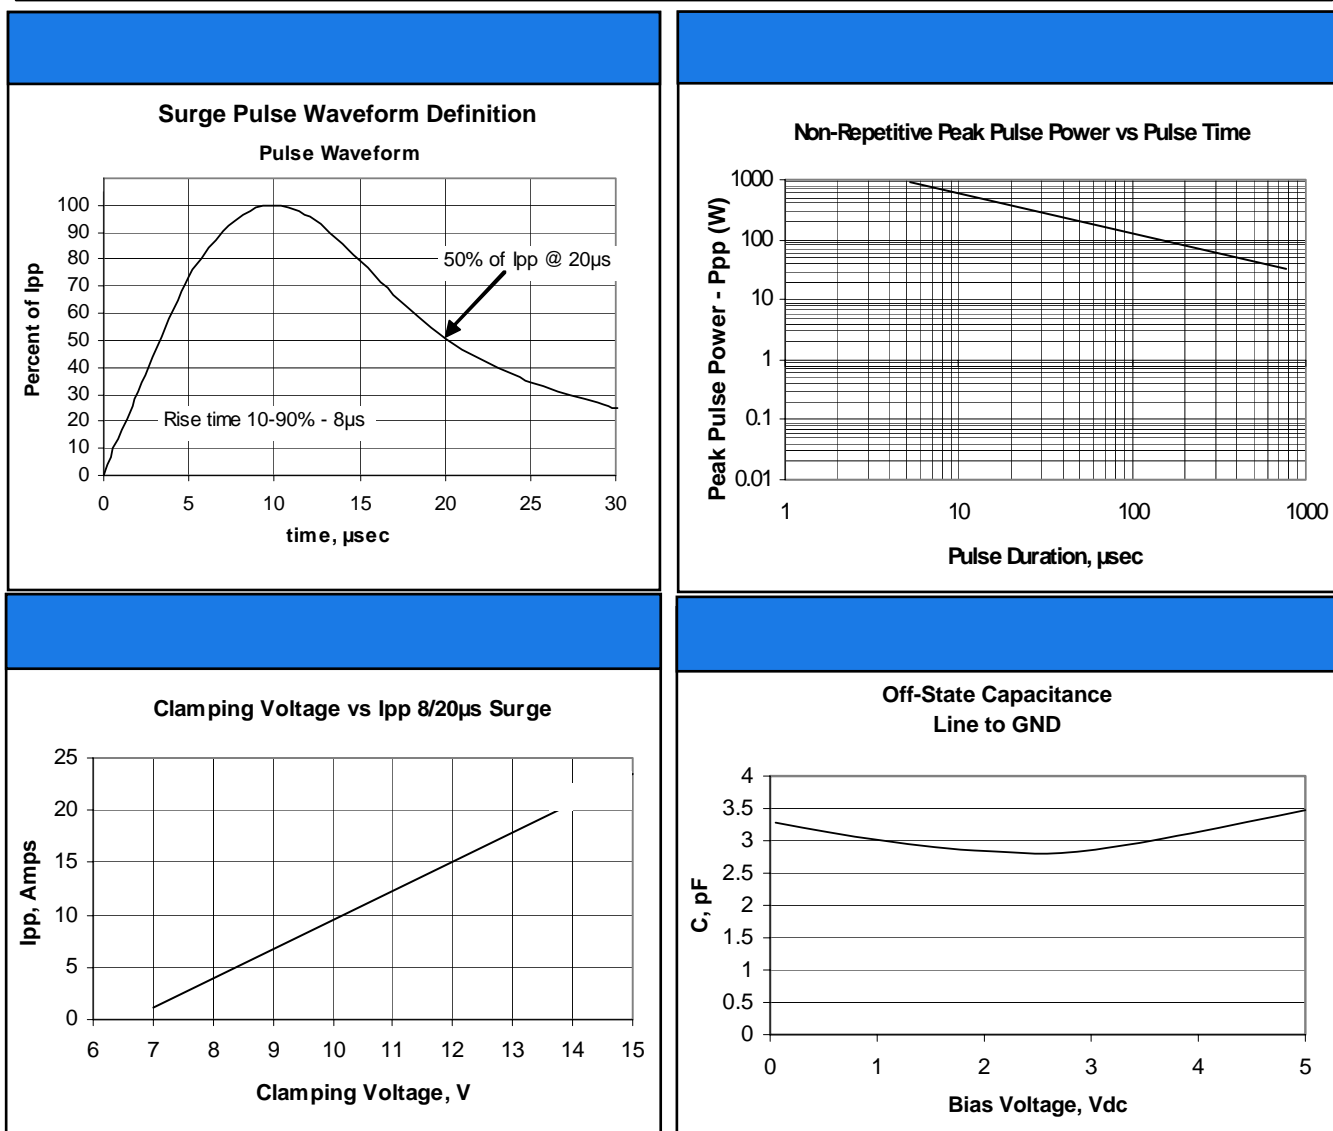 Surge Pulse Waveform Definition
Pulse Waveform
Percent of Ipp
100
90
80
70
60
50
40
30
20
10
0
50% of Ipp @ 20µs
Rise time 10-90% - 8µs
0 5 10 15 20 25 30
time, µsec
Non-Repetitive Peak Pulse Power vs Pulse Time
Peak Pulse Power - Ppp (W)
1000
100
10
1
0.1
0.01
1 10 100 1000
Pulse Duration, µsec
Clamping Voltage vs Ipp 8/20µs Surge
Ipp, Amps
25
20
15
10
5
0
6 7 8 9 10 11 12 13 14 15
Clamping Voltage, V
Off-State Capacitance
Line to GND
C, pF
4
3.5
3
2.5
2
1.5
1
0.5
0
0 1 2 3 4 5
Bias Voltage, Vdc